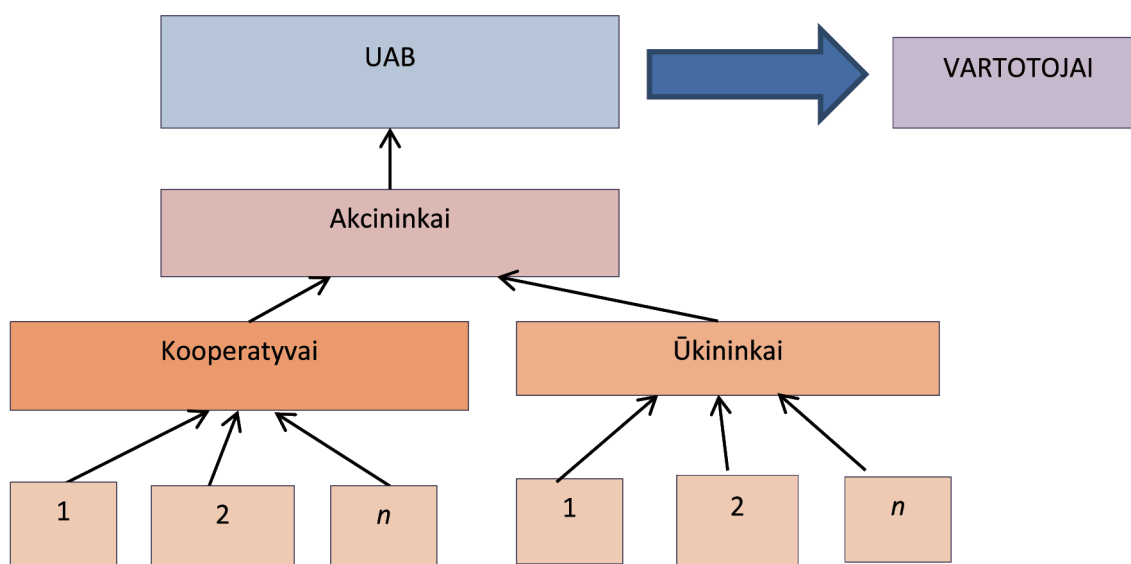 UAB
VARTOTOJAI
Akcininkai
Kooperatyvai
Ūkininkai
1
2
n
1
2
n